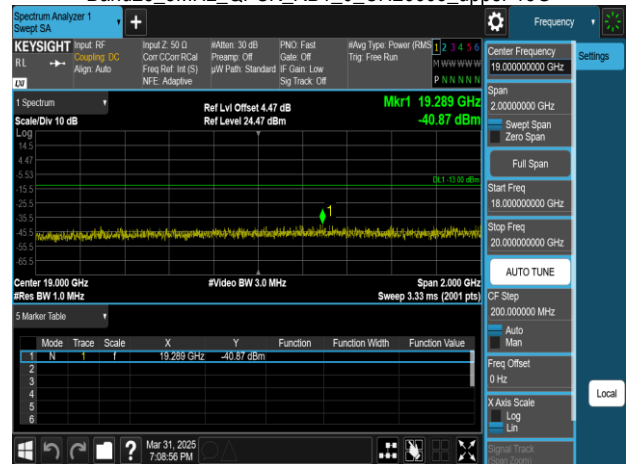 Spectrum Analyzer 1
Swept SA
Frequency
KEYSIGHT
RL
LXI
Input: RF
Coupling: DC
Align: Auto
Input Z: 50 Ω
Corr CCorr RCal
Freq Ref: Int (S)
NFE: Adaptive
#Atten: 30 dB
Preamp: Off
µW Path: Standard
PNO: Fast
Gate: Off
IF Gain: Low
Sig Track: Off
#Avg Type: Power (RMS
Trig: Free Run
1 2 3 4 5 6
M W W W W W
P N N N N N
1 Spectrum
Scale/Div 10 dB
Log
Ref Lvl Offset 4.47 dB
Ref Level 24.47 dBm
Mkr1 19.289 GHz
-40.87 dBm
14.5
4.47
-5.53
-15.5
-25.5
-35.5
-45.5
-55.5
-65.5
DL1 -13.00 dBm
1
Center 19.000 GHz
#Res BW 1.0 MHz
#Video BW 3.0 MHz
Span 2.000 GHz
Sweep 3.33 ms (2001 pts)
5 Marker Table
Mode Trace Scale X Y Function Function Width Function Value
1 N 1 f 19.289 GHz -40.87 dBm
2
3
4
5
6
Mar 31, 2025
7:08:56 PM
Center Frequency
19.000000000 GHz
Span
2.00000000 GHz
Swept Span
Zero Span
Full Span
Start Freq
18.000000000 GHz
Stop Freq
20.000000000 GHz
AUTO TUNE
CF Step
200.000000 MHz
Auto
Man
Freq Offset
0 Hz
X Axis Scale
Log
Lin
Signal Track
(Span Zoom)
Settings
Local